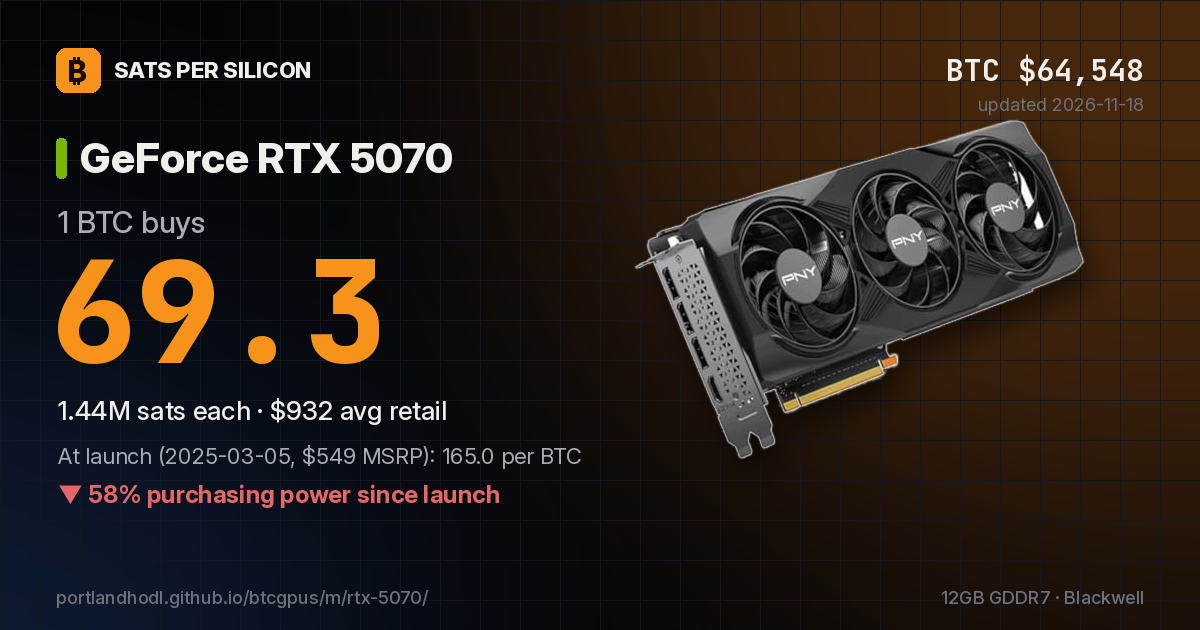 ₿ SATS PER SILICON
BTC $64,548
updated 2026-11-18
GeForce RTX 5070
1 BTC buys
69.3
1.44M sats each · $932 avg retail
At launch (2025-03-05, $549 MSRP): 165.0 per BTC
▼ 58% purchasing power since launch
PNY
PNY
PNY
portlandhodl.github.io/btcgpus/m/rtx-5070/
12GB GDDR7 · Blackwell